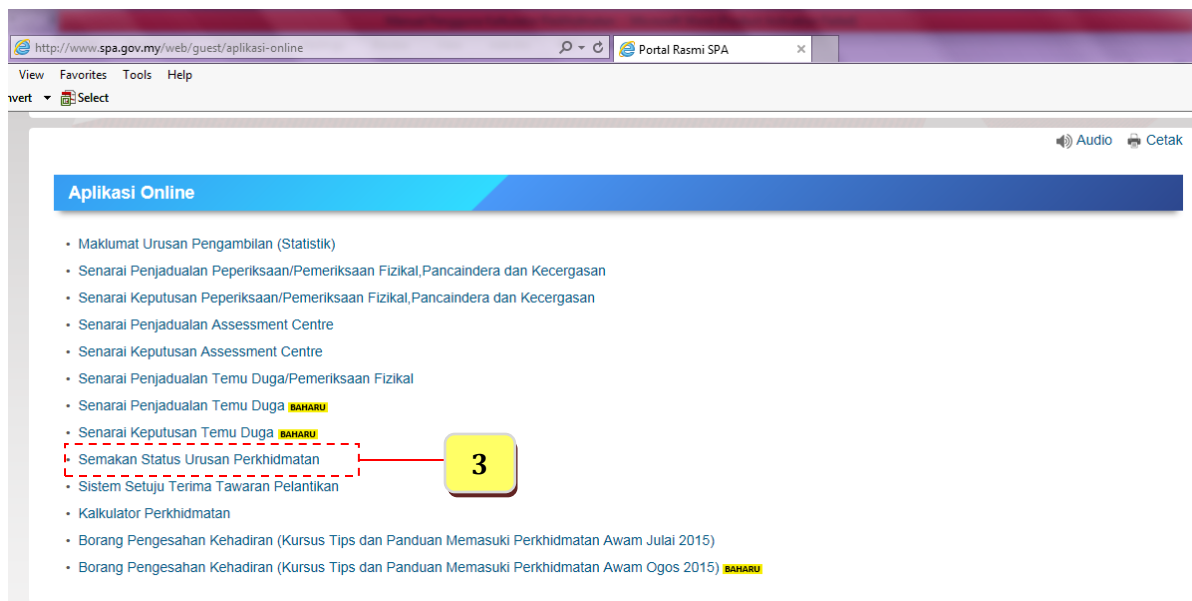 http://www.spa.gov.my/web/guest/aplikasi-online
Portal Rasmi SPA
View Favorites Tools Help
nvert Select
Audio Cetak
Aplikasi Online
• Maklumat Urusan Pengambilan (Statistik)
• Senarai Penjadualan Peperiksaan/Pemeriksaan Fizikal,Pancaindera dan Kecergasan
• Senarai Keputusan Peperiksaan/Pemeriksaan Fizikal,Pancaindera dan Kecergasan
• Senarai Penjadualan Assessment Centre
• Senarai Keputusan Assessment Centre
• Senarai Penjadualan Temu Duga/Pemeriksaan Fizikal
• Senarai Penjadualan Temu Duga BAHARU
• Senarai Keputusan Temu Duga BAHARU
• Semakan Status Urusan Perkhidmatan
3
• Sistem Setuju Terima Tawaran Pelantikan
• Kalkulator Perkhidmatan
• Borang Pengesahan Kehadiran (Kursus Tips dan Panduan Memasuki Perkhidmatan Awam Julai 2015)
• Borang Pengesahan Kehadiran (Kursus Tips dan Panduan Memasuki Perkhidmatan Awam Ogos 2015) BAHARU